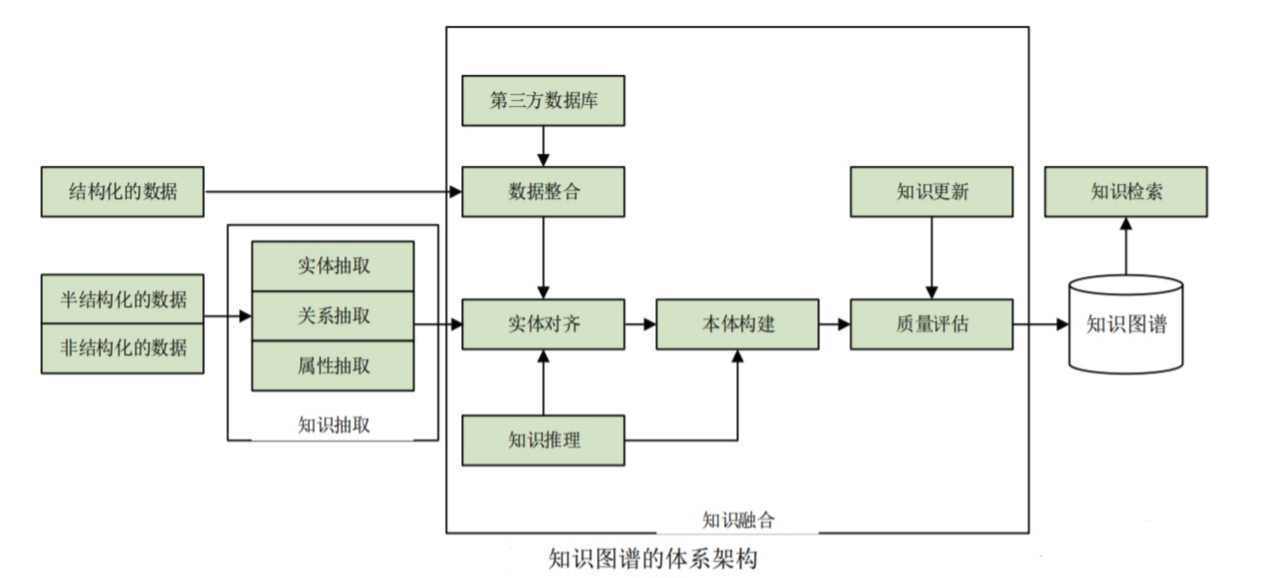 第三方数据库
结构化的数据
数据整合
知识更新
知识检索
实体抽取
半结构化的数据
关系抽取
实体对齐
本体构建
质量评估
知识图谱
非结构化的数据
属性抽取
知识抽取
知识推理
知识融合
知识图谱的体系架构